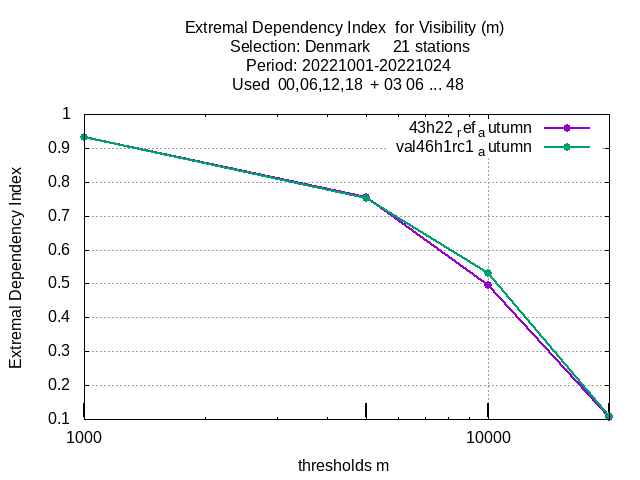 Extremal Dependency Index for Visibility (m)
Selection: Denmark 21 stations
Period: 20221001-20221024
Used 00,06,12,18 + 03 06 ... 48
43h22 ref autumn
val46h1rc1 autumn
1
0.9
0.8
0.7
0.6
0.5
0.4
0.3
0.2
0.1
Extremal Dependency Index
1000
10000
thresholds m